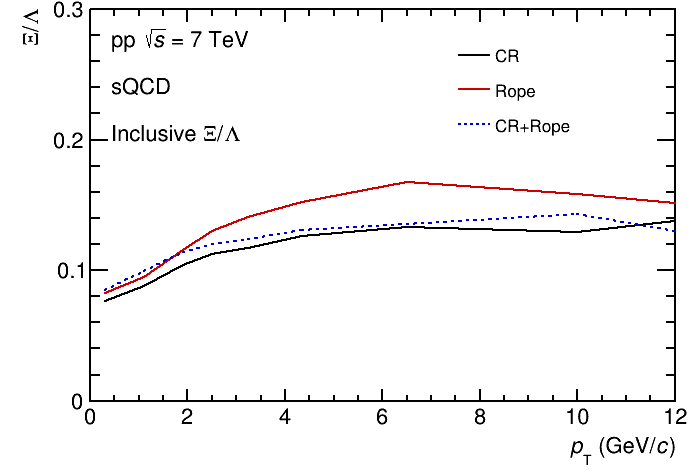 Ξ/Λ
0.3
0.2
0.1
0
pp √s = 7 TeV
sQCD
Inclusive Ξ/Λ
CR
Rope
CR+Rope
0 2 4 6 8 10 12
p_T (GeV/c)